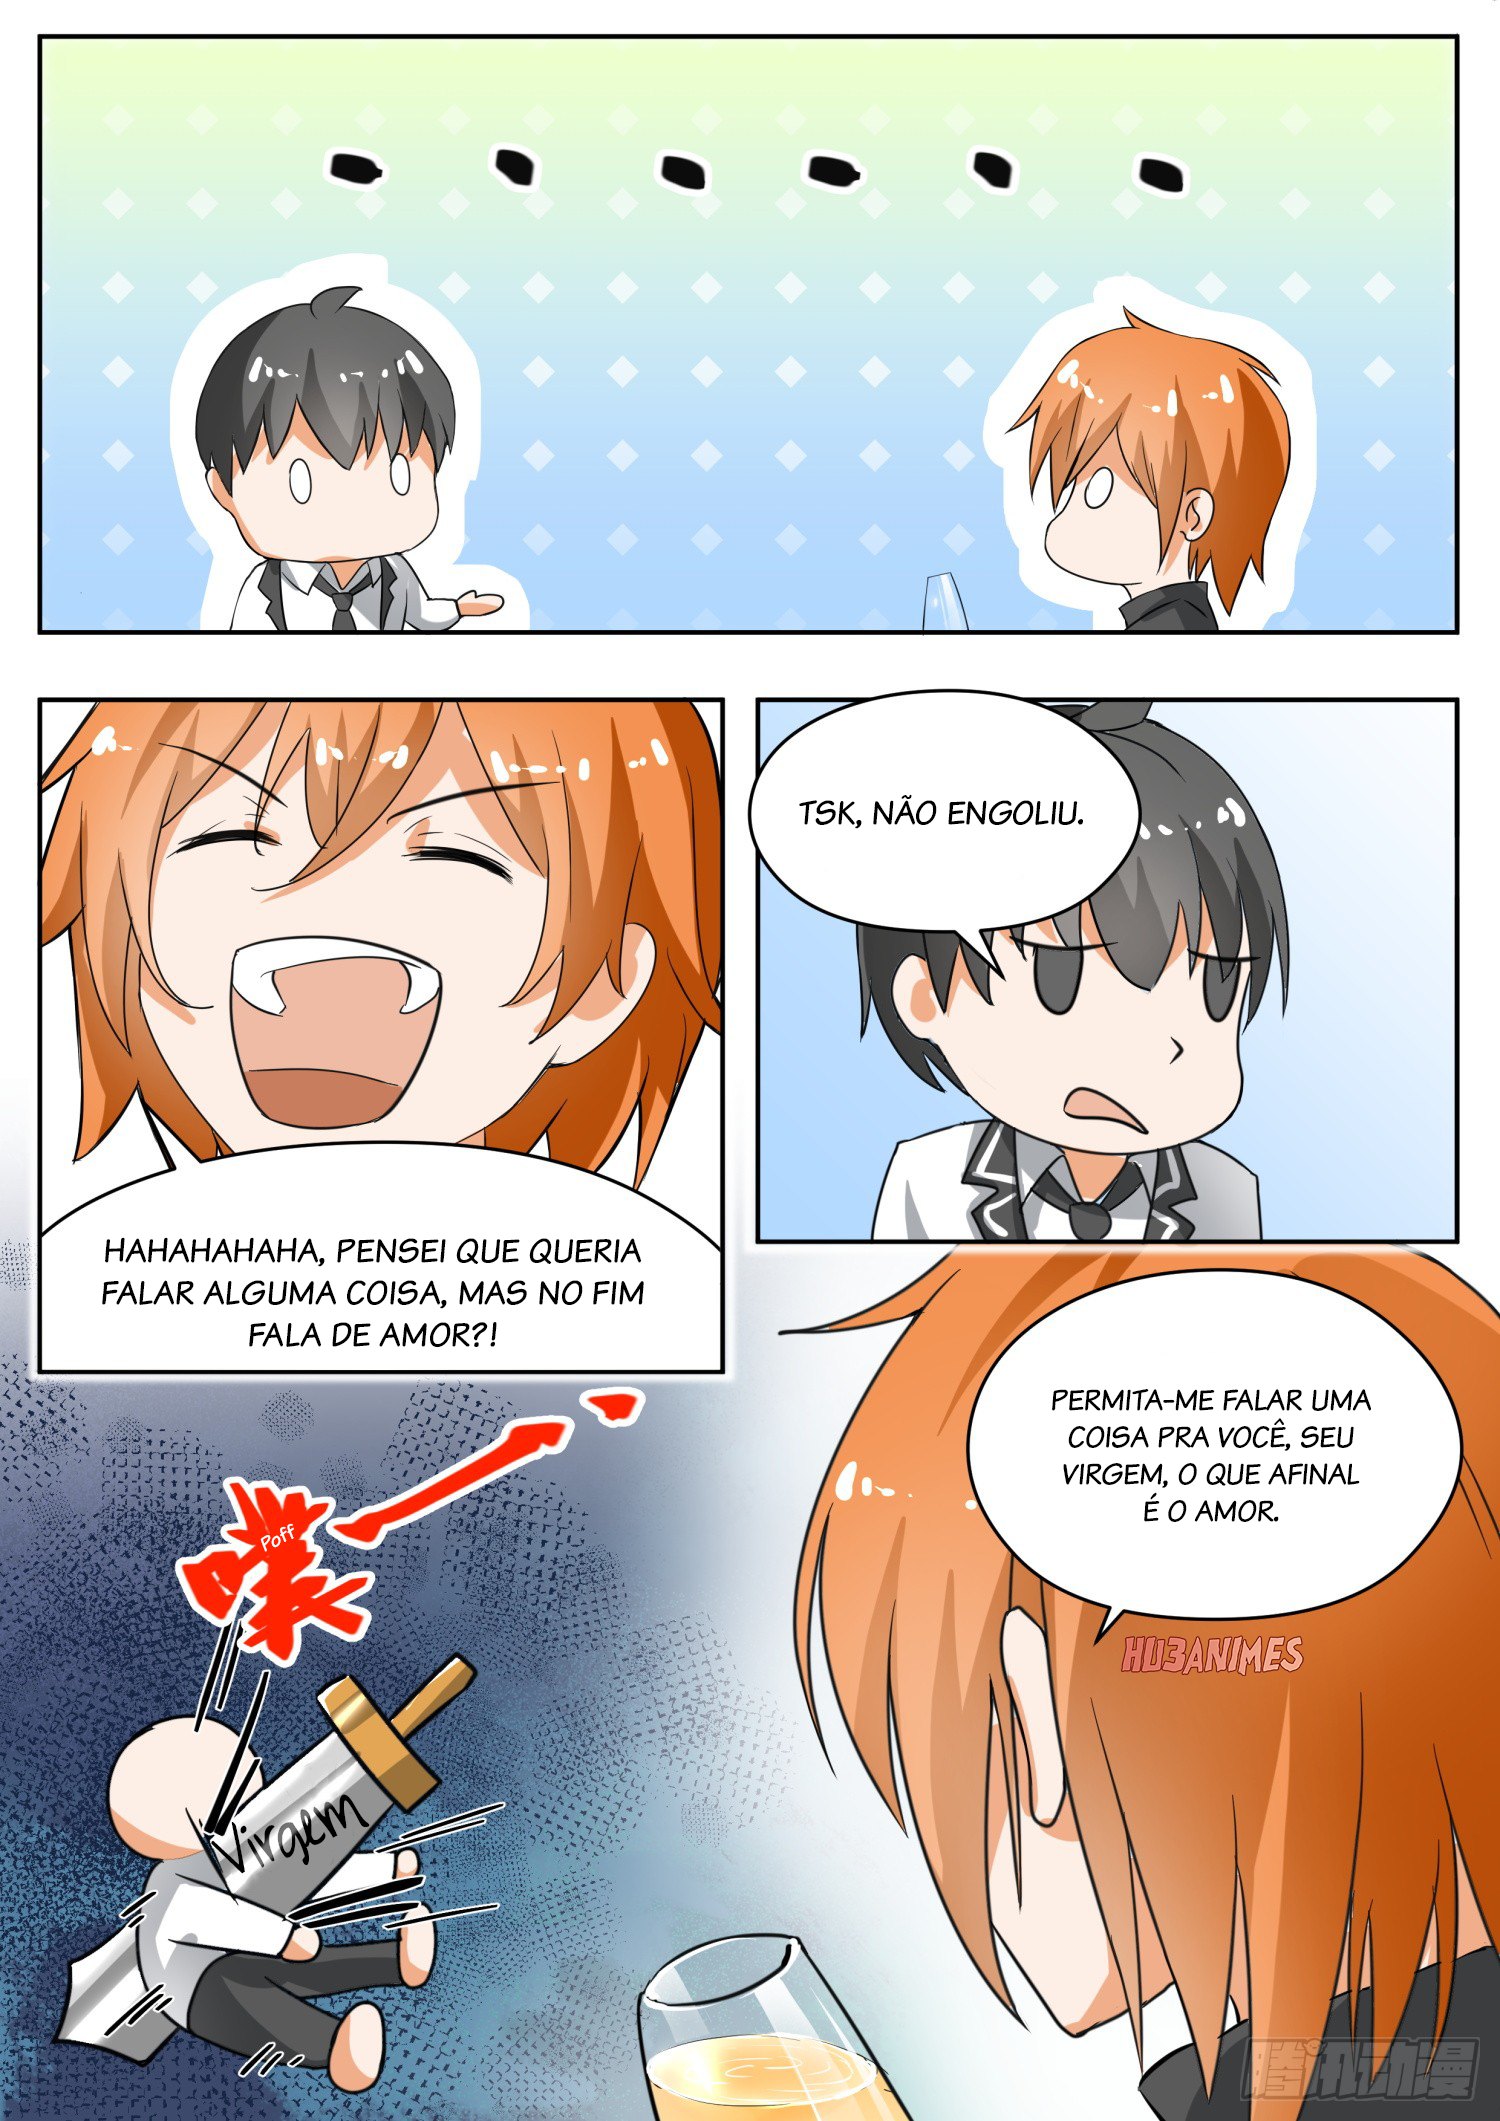 TSK, NÃO ENGOLIU.
HAHAHAHAHA, PENSEI QUE QUERIA
FALAR ALGUMA COISA, MAS NO FIM
FALA DE AMOR?!
PERMITA-ME FALAR UMA
COISA PRA VOCÊ, SEU
VIRGEM, O QUE AFINAL
É O AMOR.
HU3ANIMES
Poff
Virgem
腾讯动漫